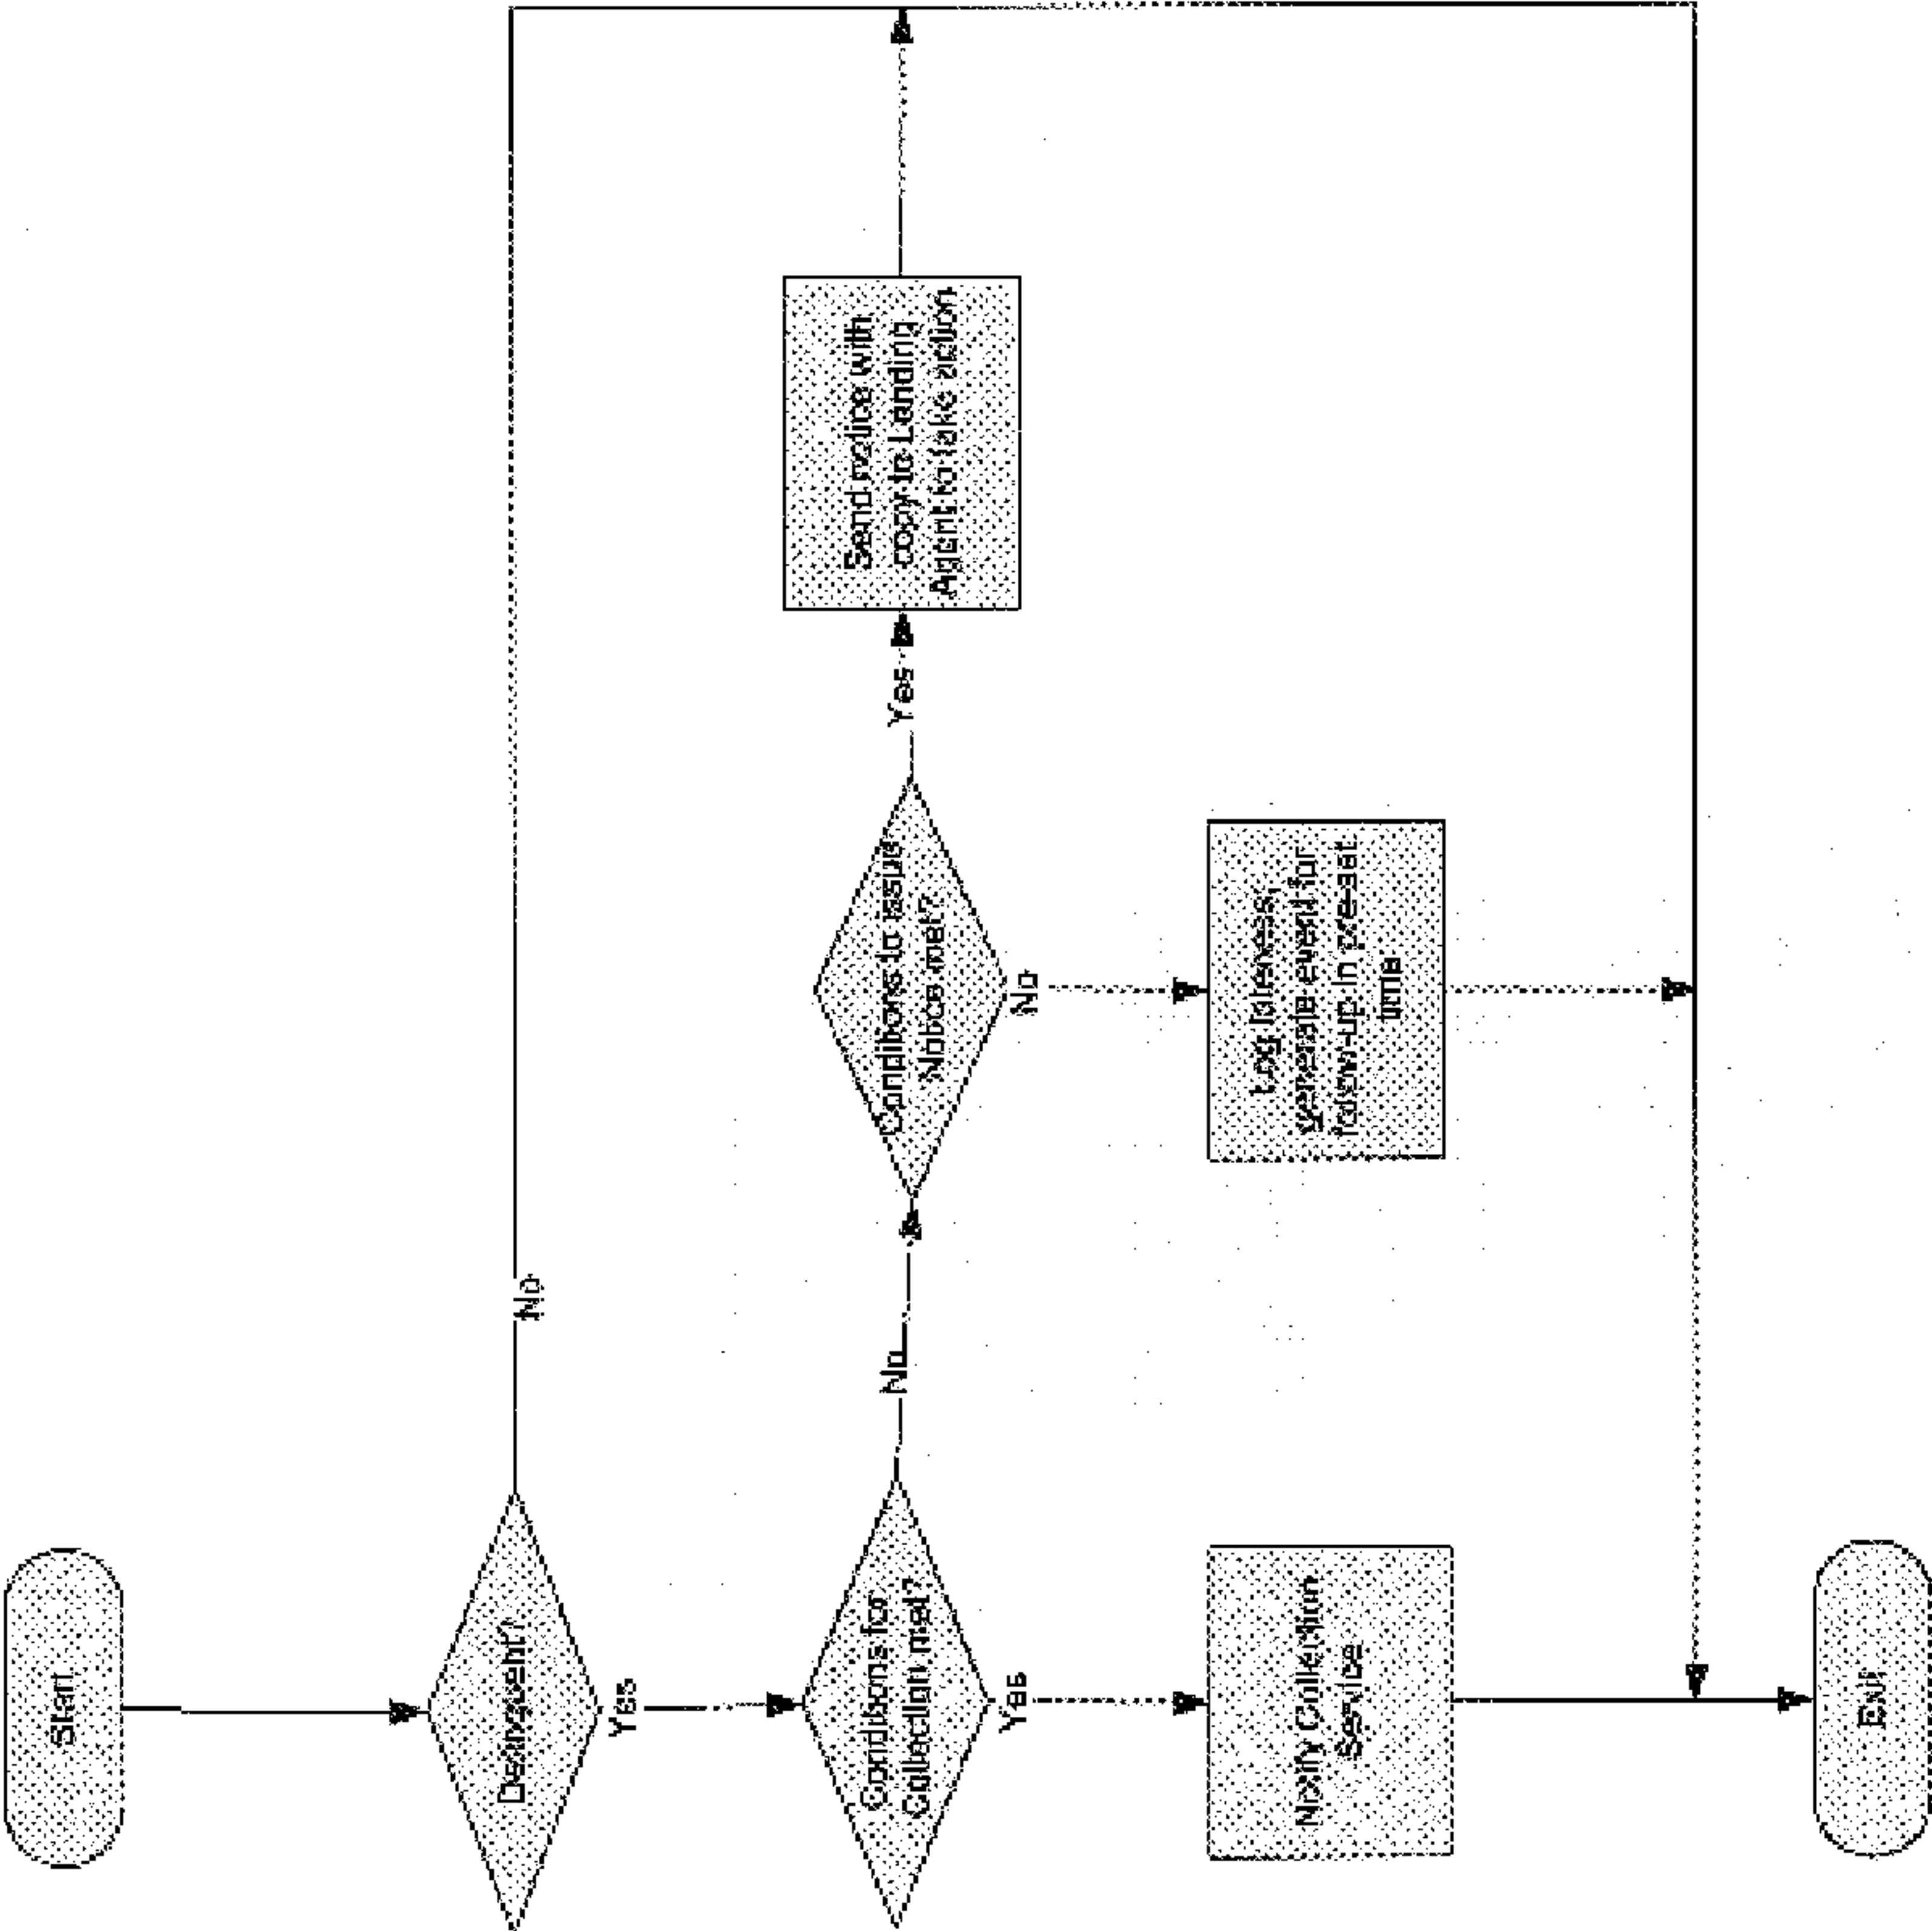 Start
Delinquent?
No
Yes
Conditions for
Collection met?
No
Yes
Conditions to issue
Notice met?
Yes
No
Send notice with
copy to Lending
Agent to take action
Notify Collection
Service
Log lateness,
generate event for
follow-up in pre-set
time
Exit